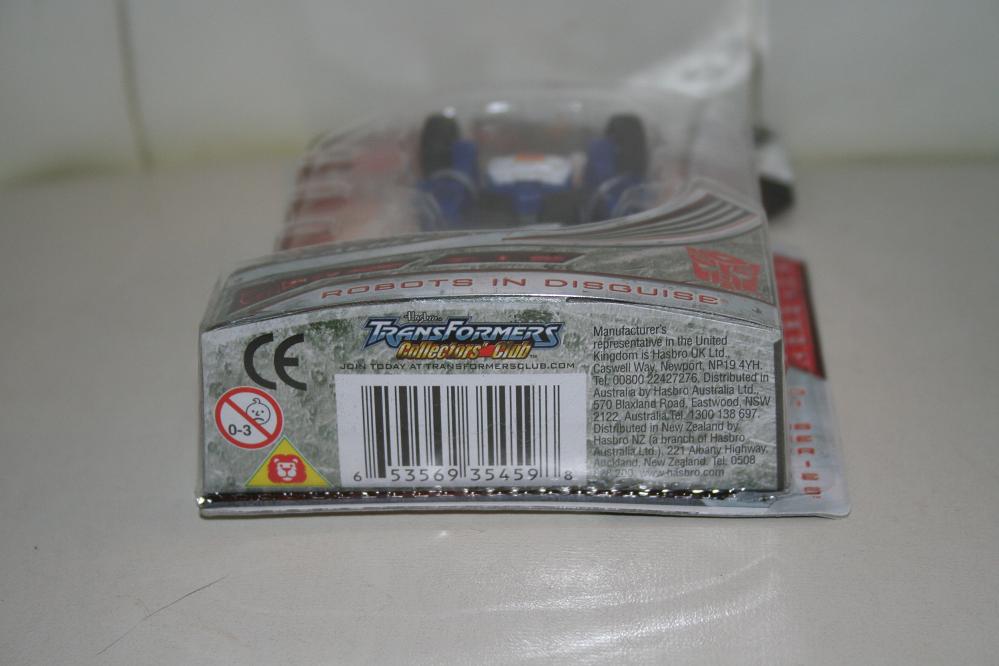 ROBOTS IN DISGUISE
Hasbro
TRANSFORMERS
Collectors' Club™
JOIN TODAY AT TRANSFORMERSCLUB.COM
CE
0-3
6 53569 35459 8
Manufacturer's
representative in the United
Kingdom is Hasbro UK Ltd.,
Caswell Way, Newport, NP19 4YH.
Tel: 00800 22427276. Distributed in
Australia by Hasbro Australia Ltd.,
570 Blaxland Road, Eastwood, NSW
2122, Australia.Tel: 1300 138 697.
Distributed in New Zealand by
Hasbro NZ (a branch of Hasbro
Australia Ltd.), 221 Albany Highway,
Auckland, New Zealand. Tel: 0508
828 200. www.hasbro.com